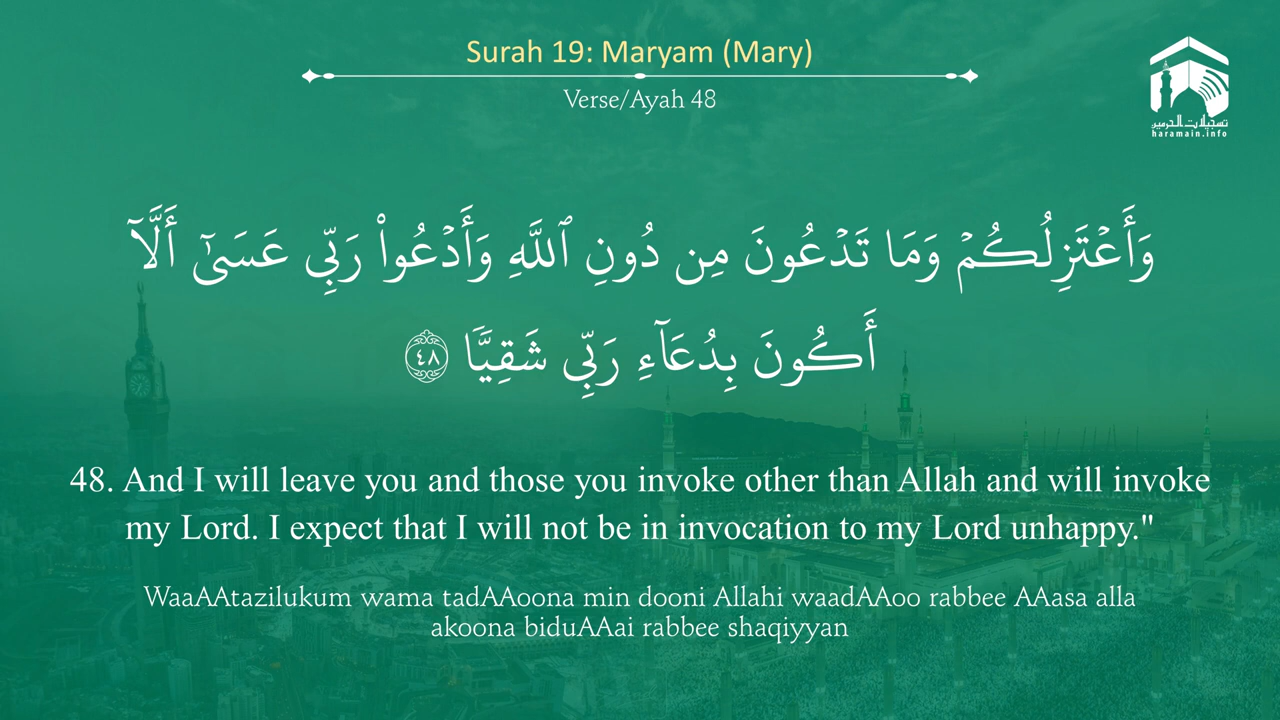 Surah 19: Maryam (Mary)
Verse/Ayah 48
تسجيلات الحرمين
haramain.info
وَأَعۡتَزِلُكُمۡ وَمَا تَدۡعُونَ مِن دُونِ ٱللَّهِ وَأَدۡعُواْ رَبِّي عَسَىٰٓ أَلَّآ
أَكُونَ بِدُعَآءِ رَبِّي شَقِيّٗا ٤٨
48. And I will leave you and those you invoke other than Allah and will invoke
my Lord. I expect that I will not be in invocation to my Lord unhappy."
WaaAAtazilukum wama tadAAoona min dooni Allahi waadAAoo rabbee AAasa alla
akoona biduAAai rabbee shaqiyyan